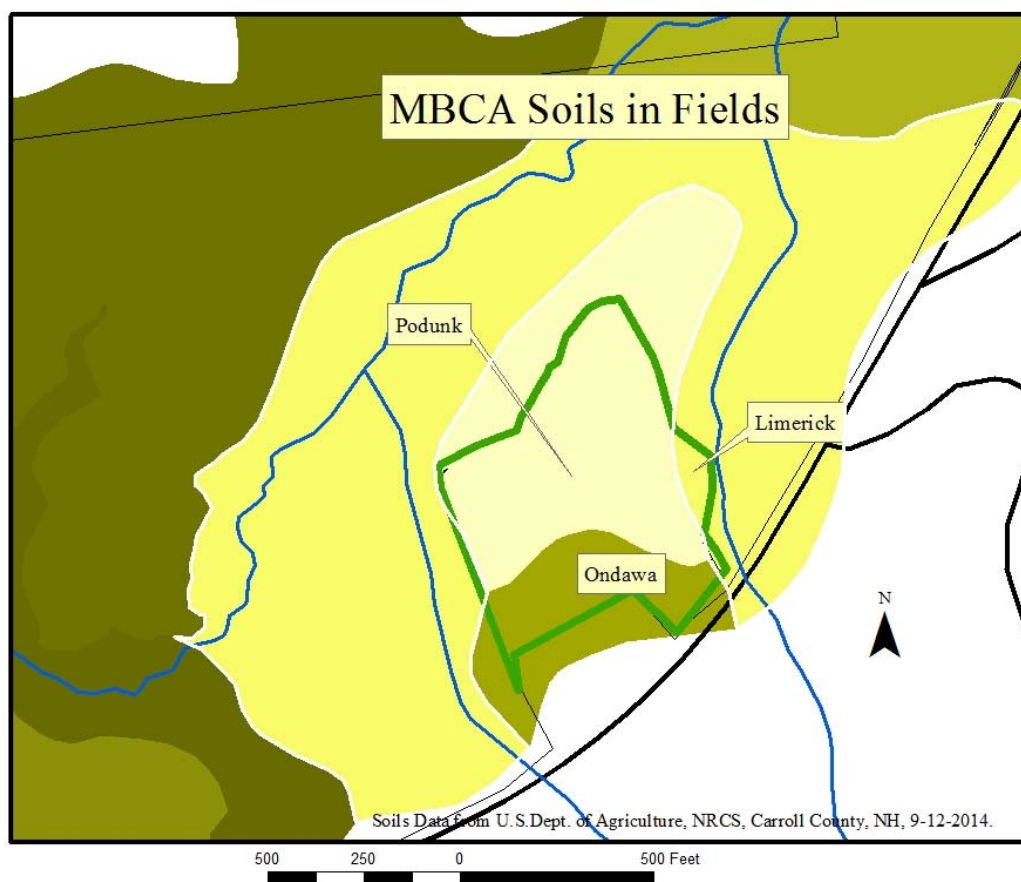 MBCA Soils in Fields
Podunk
Limerick
Ondawa
N
Soils Data from U.S.Dept. of Agriculture, NRCS, Carroll County, NH, 9-12-2014.
500 250 0 500 Feet